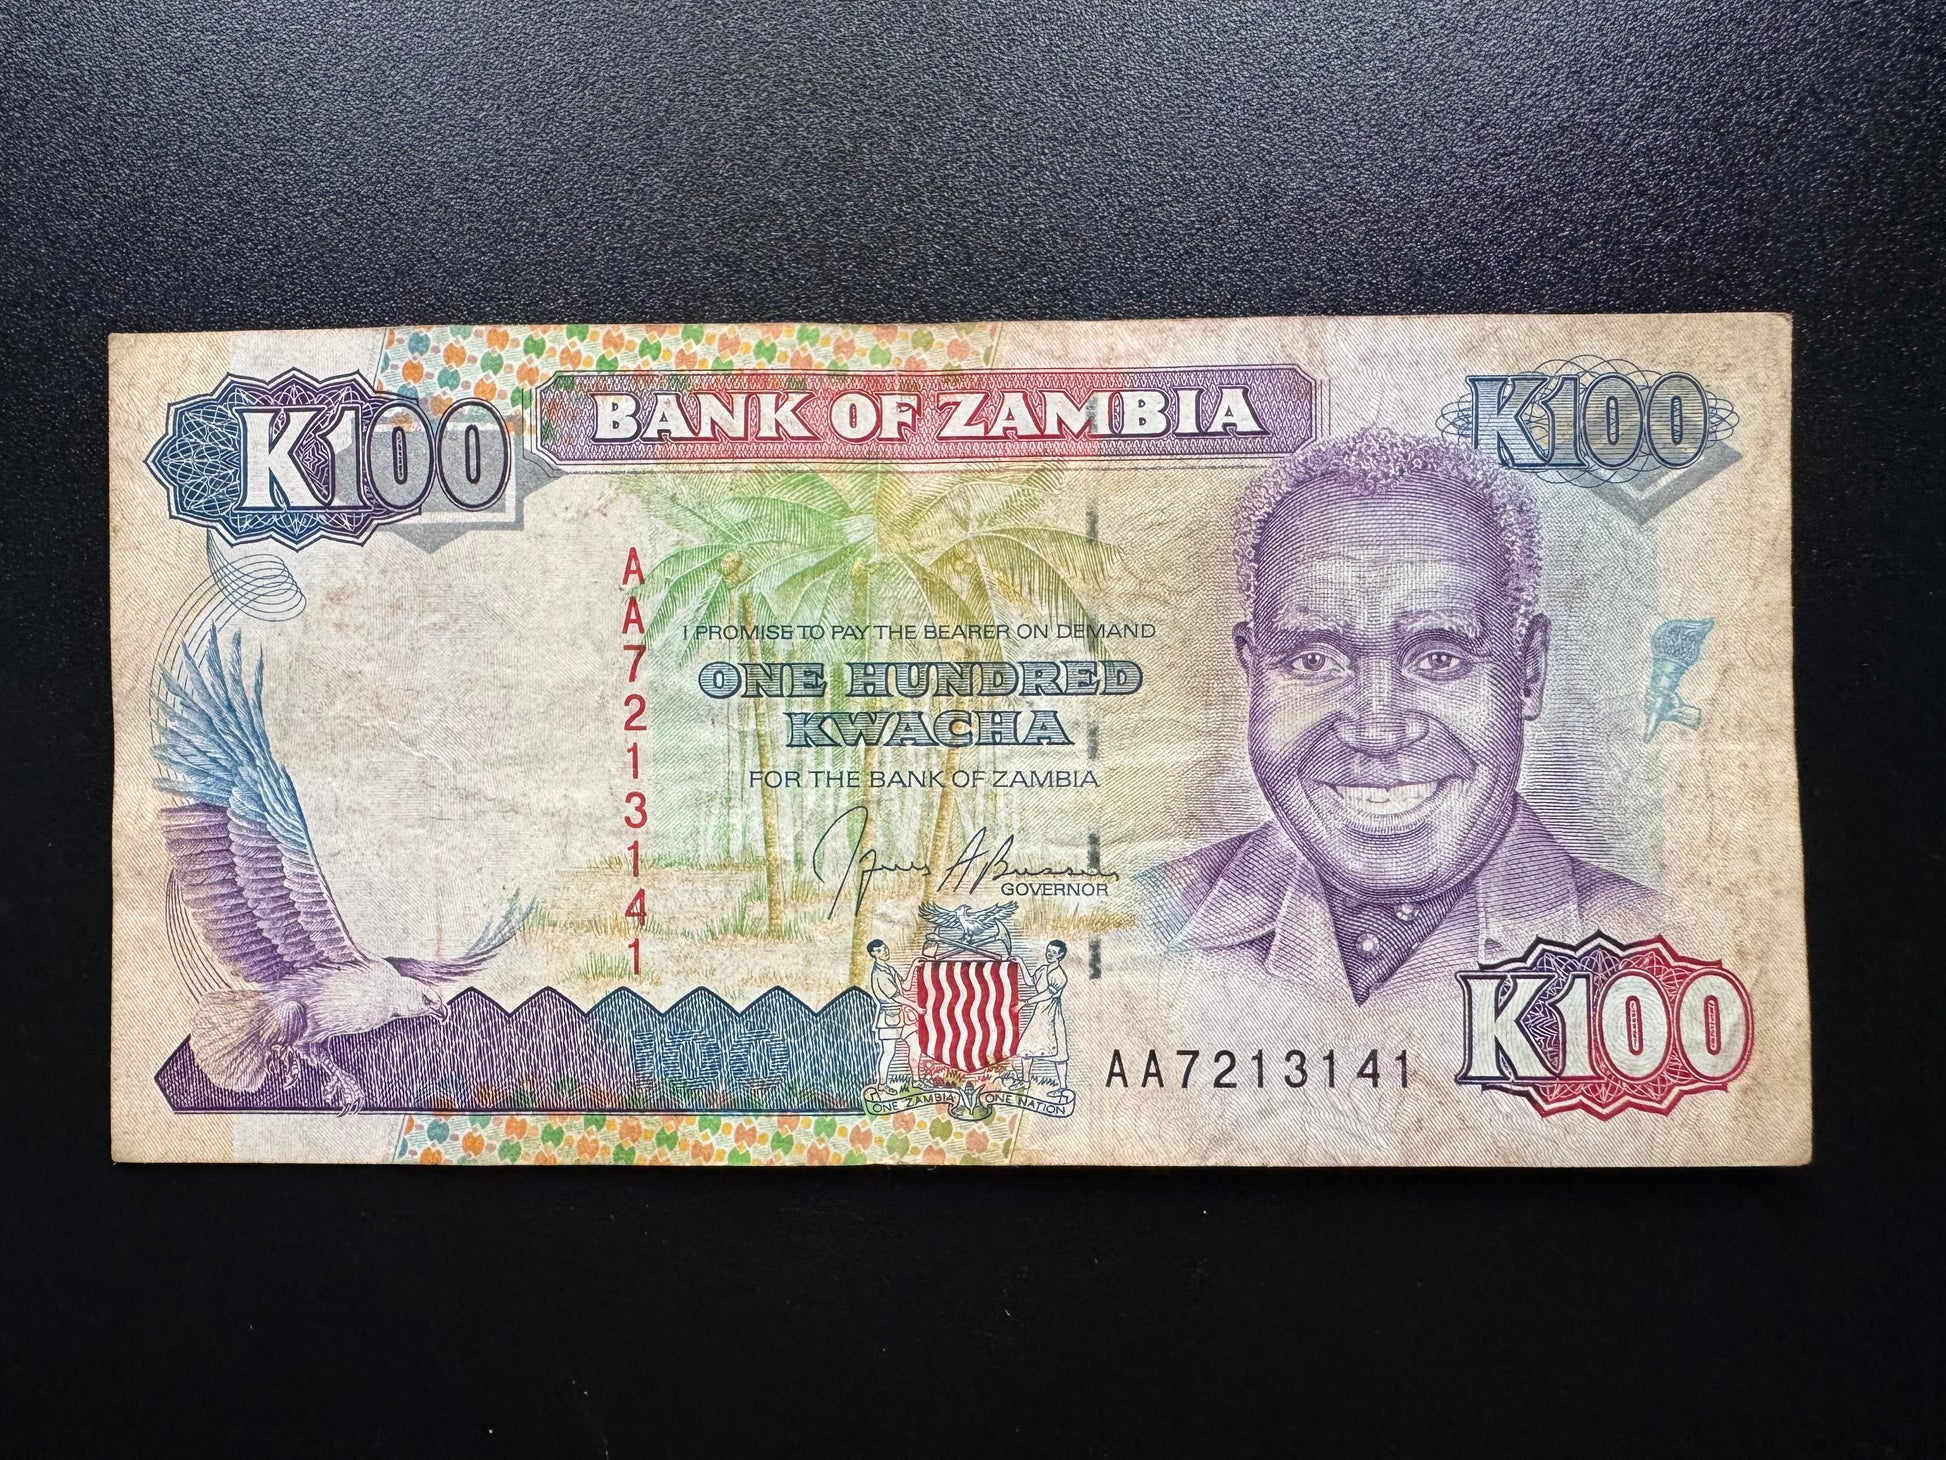 K100
BANK OF ZAMBIA
K100
AA7213141
I PROMISE TO PAY THE BEARER ON DEMAND
ONE HUNDRED
KWACHA
FOR THE BANK OF ZAMBIA
GOVERNOR
100
ONE ZAMBIA ONE NATION
AA7213141
K100